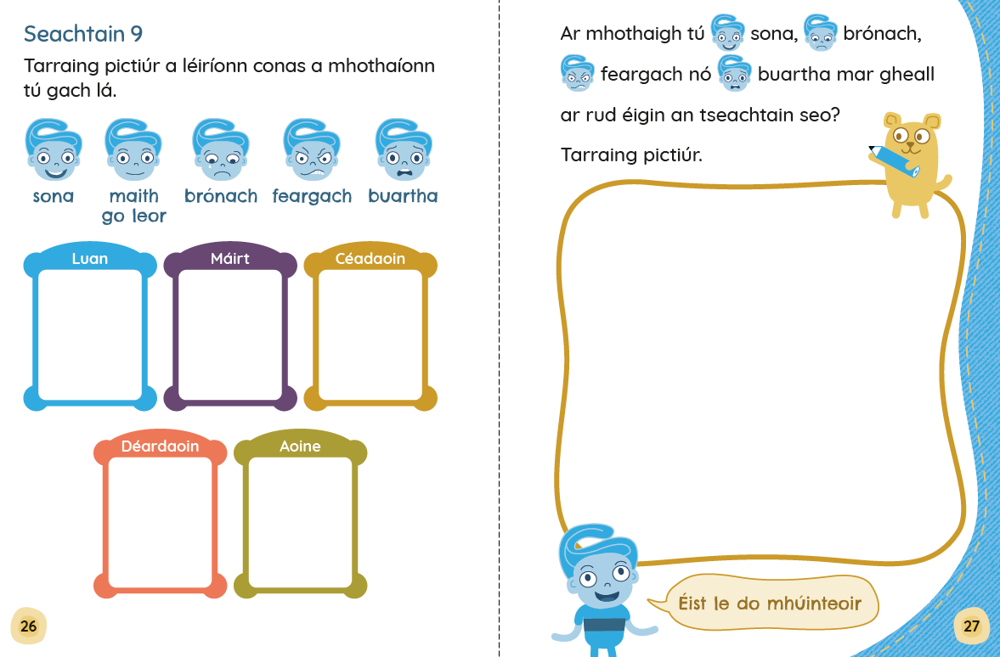 Seachtain 9
Tarraing pictiúr a léiríonn conas a mhothaíonn
tú gach lá.
sona
maith
go leor
brónach
feargach
buartha
Luan
Máirt
Céadaoin
Déardaoin
Aoine
26
Ar mhothaigh tú sona, brónach,
feargach nó buartha mar gheall
ar rud éigin an tseachtain seo?
Tarraing pictiúr.
Éist le do mhúinteoir
27